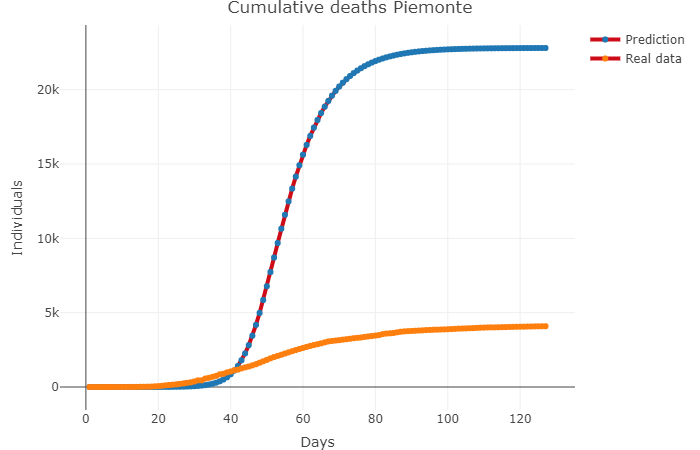 Cumulative deaths Piemonte
Prediction
Real data
20k
15k
10k
5k
0
Individuals
0 20 40 60 80 100 120
Days